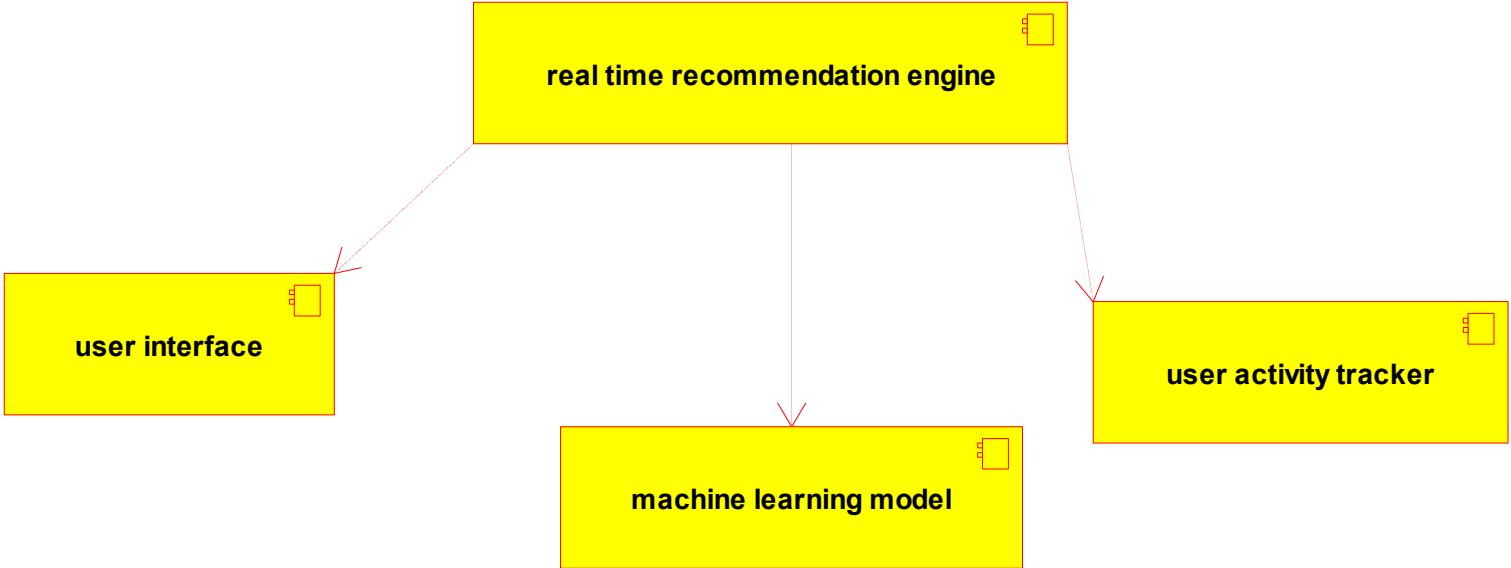 real time recommendation engine
user interface
user activity tracker
machine learning model